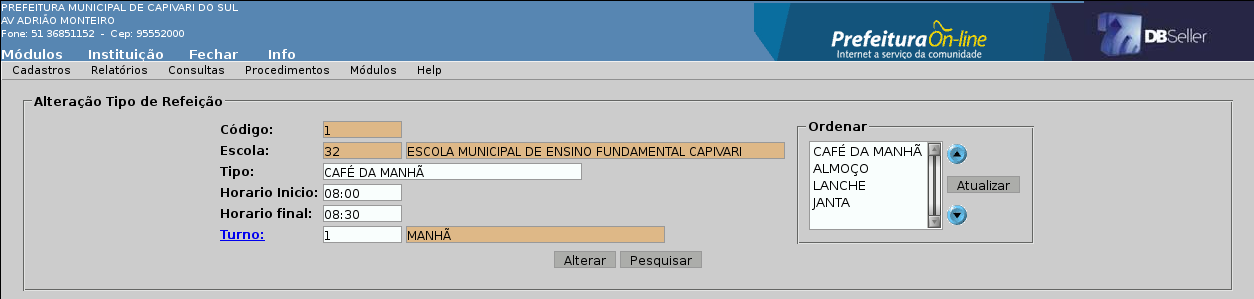 PREFEITURA MUNICIPAL DE CAPIVARI DO SUL
AV ADRIÃO MONTEIRO
Fone: 51 36851152 - Cep: 95552000
PrefeituraOn-line
Internet a serviço da comunidade
DBSeller
Módulos Instituição Fechar Info
Cadastros Relatórios Consultas Procedimentos Módulos Help
Alteração Tipo de Refeição
Código: 1
Escola: 32 ESCOLA MUNICIPAL DE ENSINO FUNDAMENTAL CAPIVARI
Tipo: CAFÉ DA MANHÃ
Horario Inicio: 08:00
Horario final: 08:30
Turno: 1 MANHÃ
Ordenar
CAFÉ DA MANHÃ
ALMOÇO
LANCHE
JANTA
Atualizar
Alterar Pesquisar